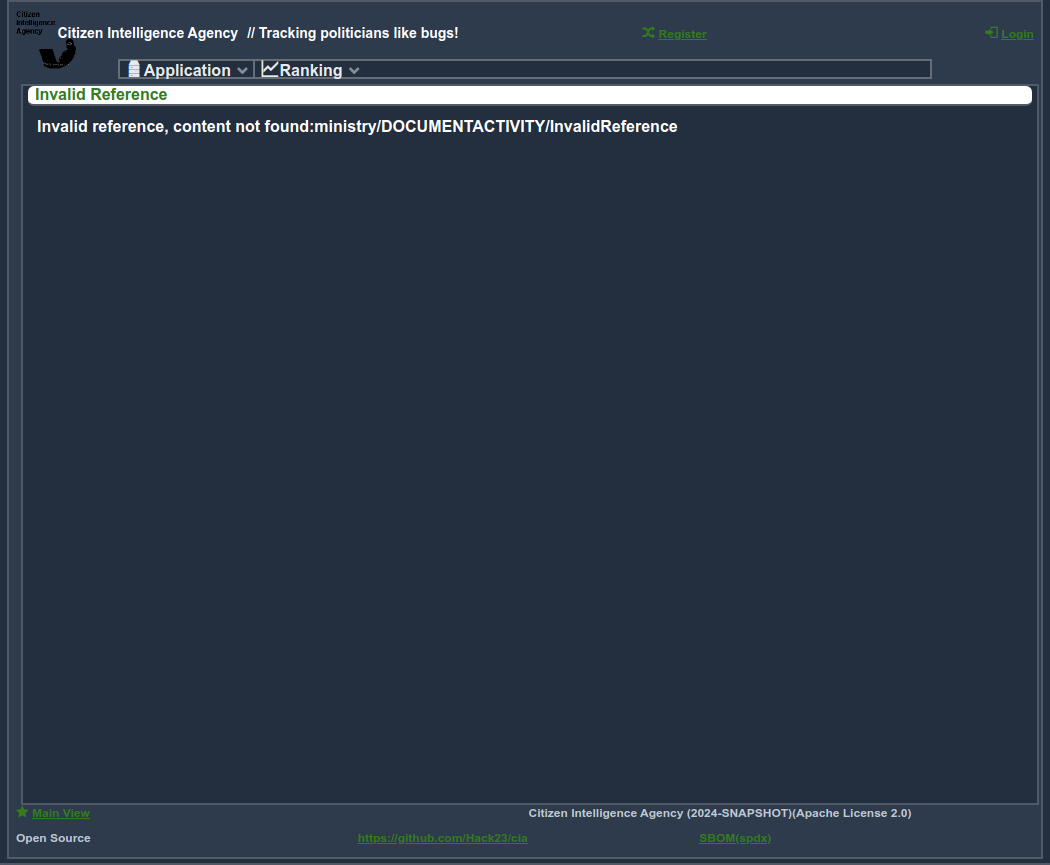 Citizen
Intelligence
Agency
Citizen Intelligence Agency // Tracking politicians like bugs!
Register
Login
Application
Ranking
Invalid Reference
Invalid reference, content not found:ministry/DOCUMENTACTIVITY/InvalidReference
Main View
Citizen Intelligence Agency (2024-SNAPSHOT)(Apache License 2.0)
Open Source
https://github.com/Hack23/cia
SBOM(spdx)